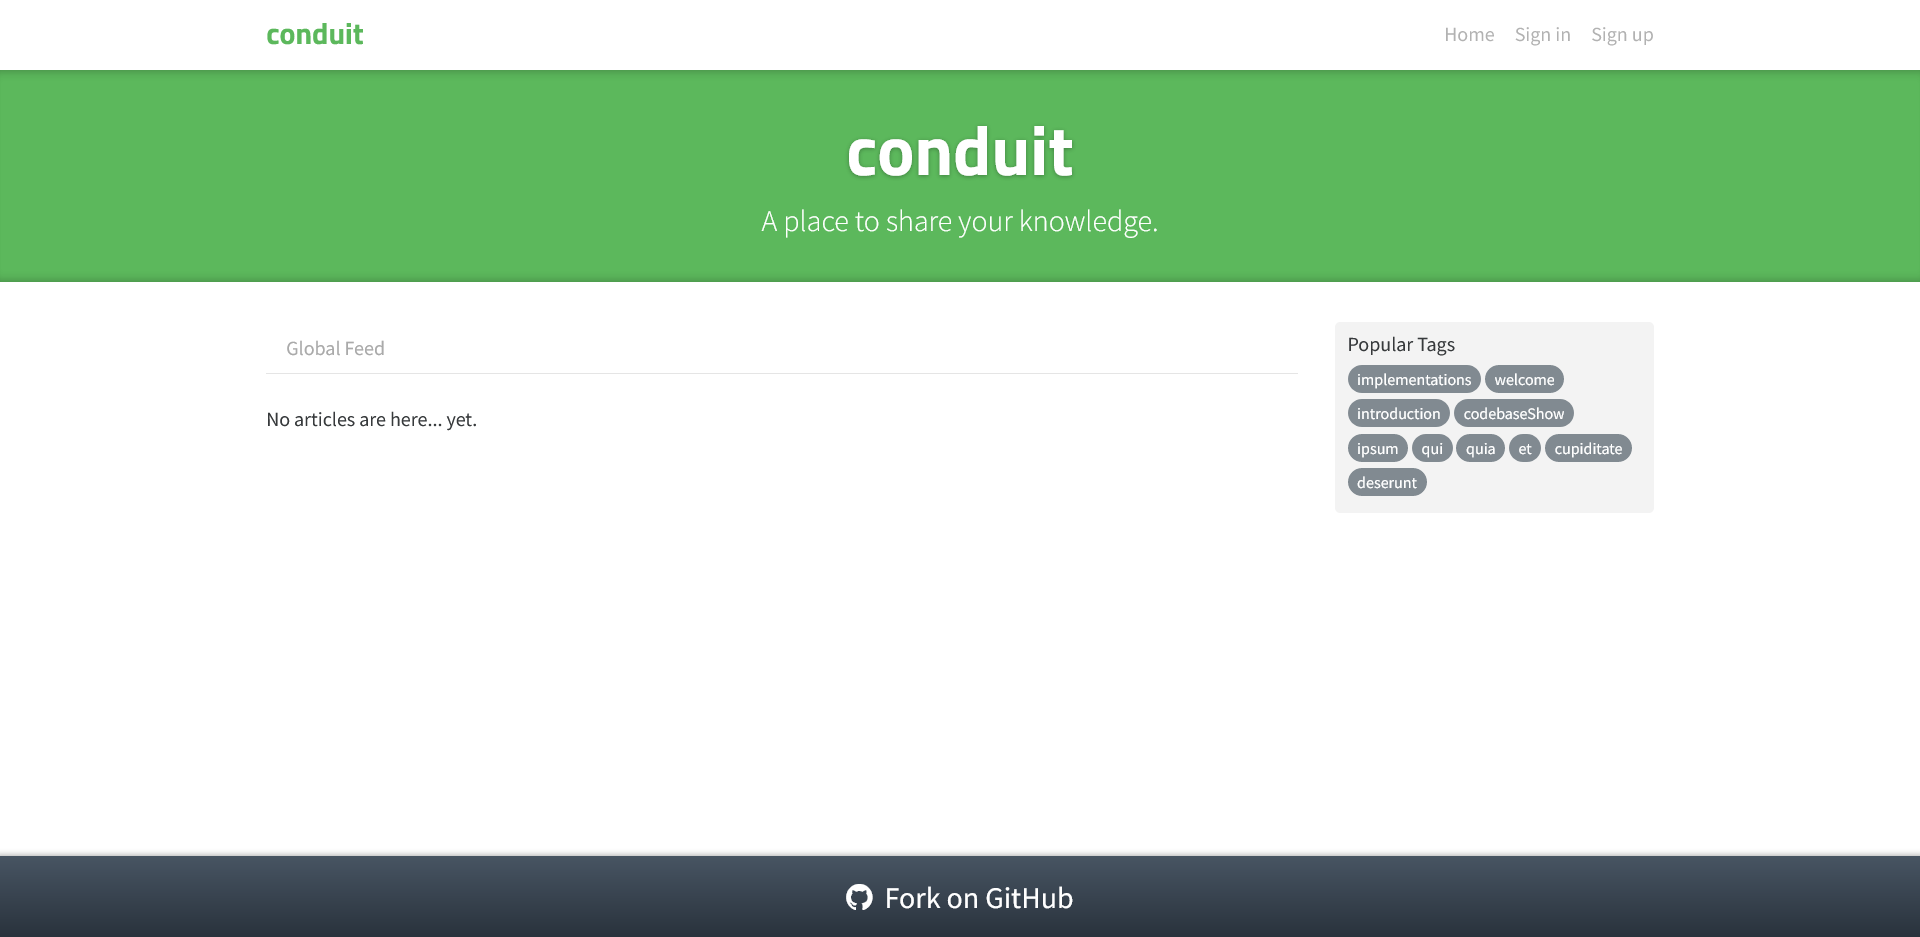 conduit
Home Sign in Sign up
conduit
A place to share your knowledge.
Global Feed
No articles are here... yet.
Popular Tags
implementations welcome
introduction codebaseShow
ipsum qui quia et cupiditate
deserunt
Fork on GitHub